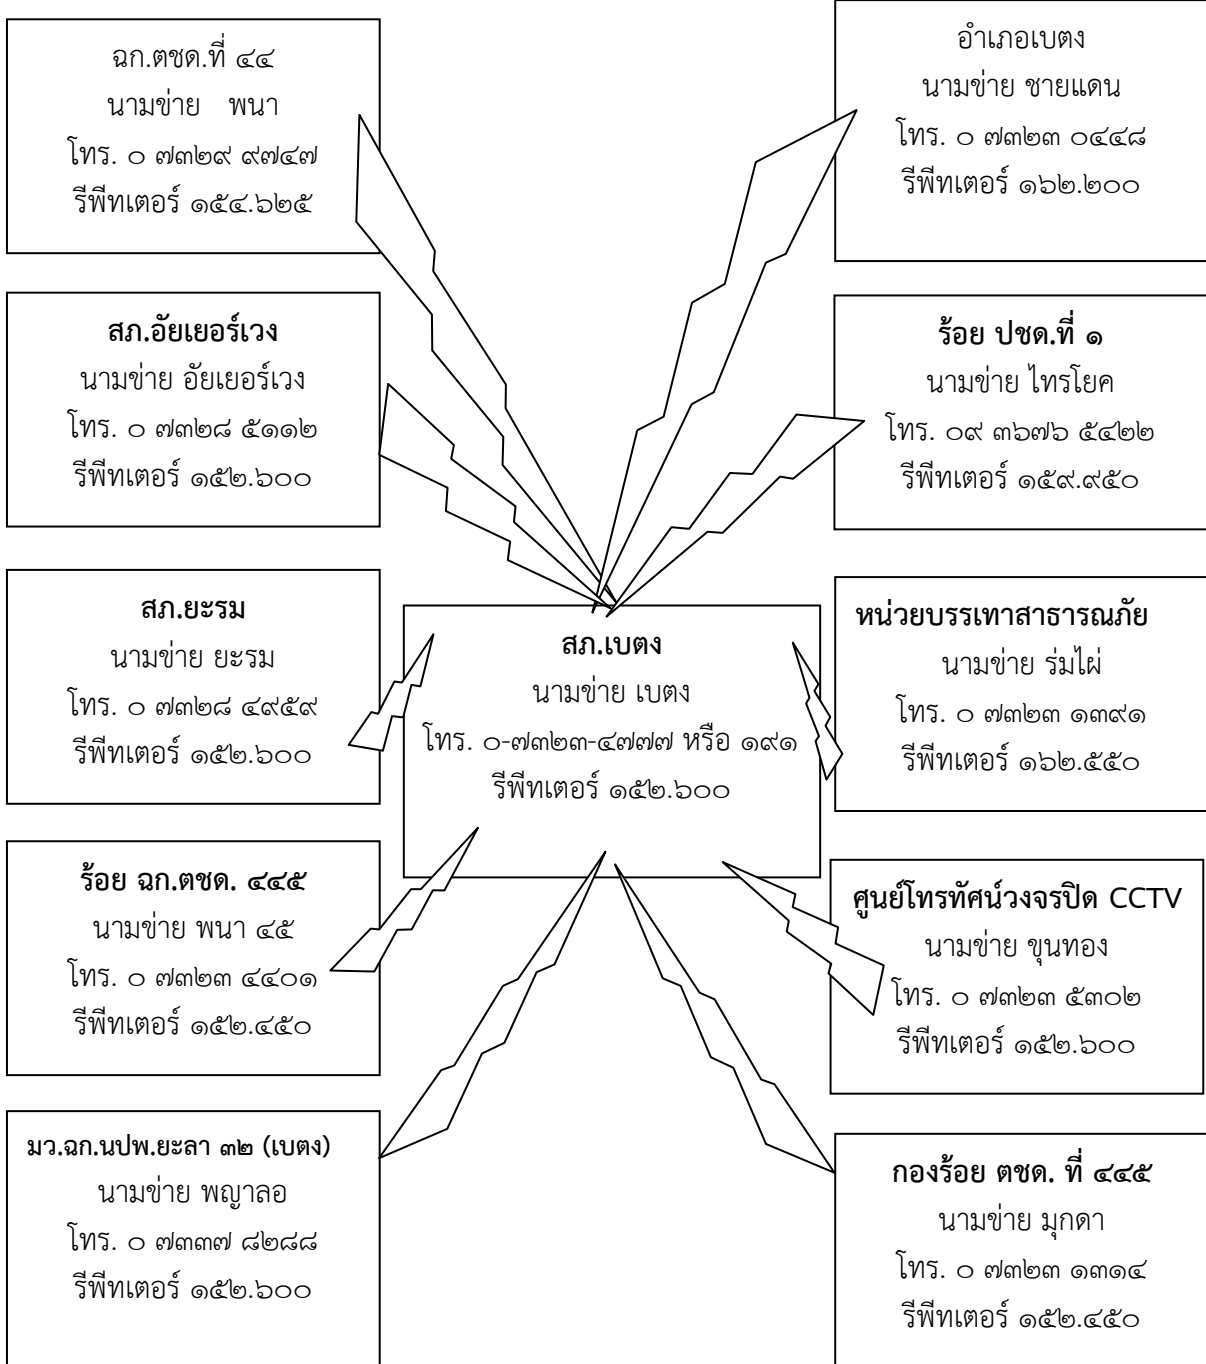 ฉก.ตชด.ที่ ๔๔
นามข่าย พนา
โทร. ๐ ๗๓๒๙ ๙๗๔๗
รีพีทเตอร์ ๑๕๔.๖๒๕
อำเภอเบตง
นามข่าย ชายแดน
โทร. ๐ ๗๓๒๓ ๐๔๔๘
รีพีทเตอร์ ๑๖๒.๒๐๐
สภ.อัยเยอร์เวง
นามข่าย อัยเยอร์เวง
โทร. ๐ ๗๓๒๘ ๕๑๑๒
รีพีทเตอร์ ๑๕๒.๖๐๐
ร้อย ปชด.ที่ ๑
นามข่าย ไทรโยค
โทร. ๐๙ ๓๖๗๖ ๕๔๒๒
รีพีทเตอร์ ๑๕๙.๙๕๐
สภ.ยะรม
นามข่าย ยะรม
โทร. ๐ ๗๓๒๘ ๔๙๕๙
รีพีทเตอร์ ๑๕๒.๖๐๐
สภ.เบตง
นามข่าย เบตง
โทร. ๐-๗๓๒๓-๔๗๗๗ หรือ ๑๙๑
รีพีทเตอร์ ๑๕๒.๖๐๐
หน่วยบรรเทาสาธารณภัย
นามข่าย ร่มไผ่
โทร. ๐ ๗๓๒๓ ๑๓๙๑
รีพีทเตอร์ ๑๖๒.๕๕๐
ร้อย ฉก.ตชด. ๔๔๕
นามข่าย พนา ๔๕
โทร. ๐ ๗๓๒๓ ๔๔๐๑
รีพีทเตอร์ ๑๕๒.๔๕๐
ศูนย์โทรทัศน์วงจรปิด CCTV
นามข่าย ขุนทอง
โทร. ๐ ๗๓๒๓ ๕๓๐๒
รีพีทเตอร์ ๑๕๒.๖๐๐
มว.ฉก.นปพ.ยะลา ๓๒ (เบตง)
นามข่าย พญาลอ
โทร. ๐ ๗๓๓๗ ๘๒๘๘
รีพีทเตอร์ ๑๕๒.๖๐๐
กองร้อย ตชด. ที่ ๔๔๕
นามข่าย มุกดา
โทร. ๐ ๗๓๒๓ ๑๓๑๔
รีพีทเตอร์ ๑๕๒.๔๕๐